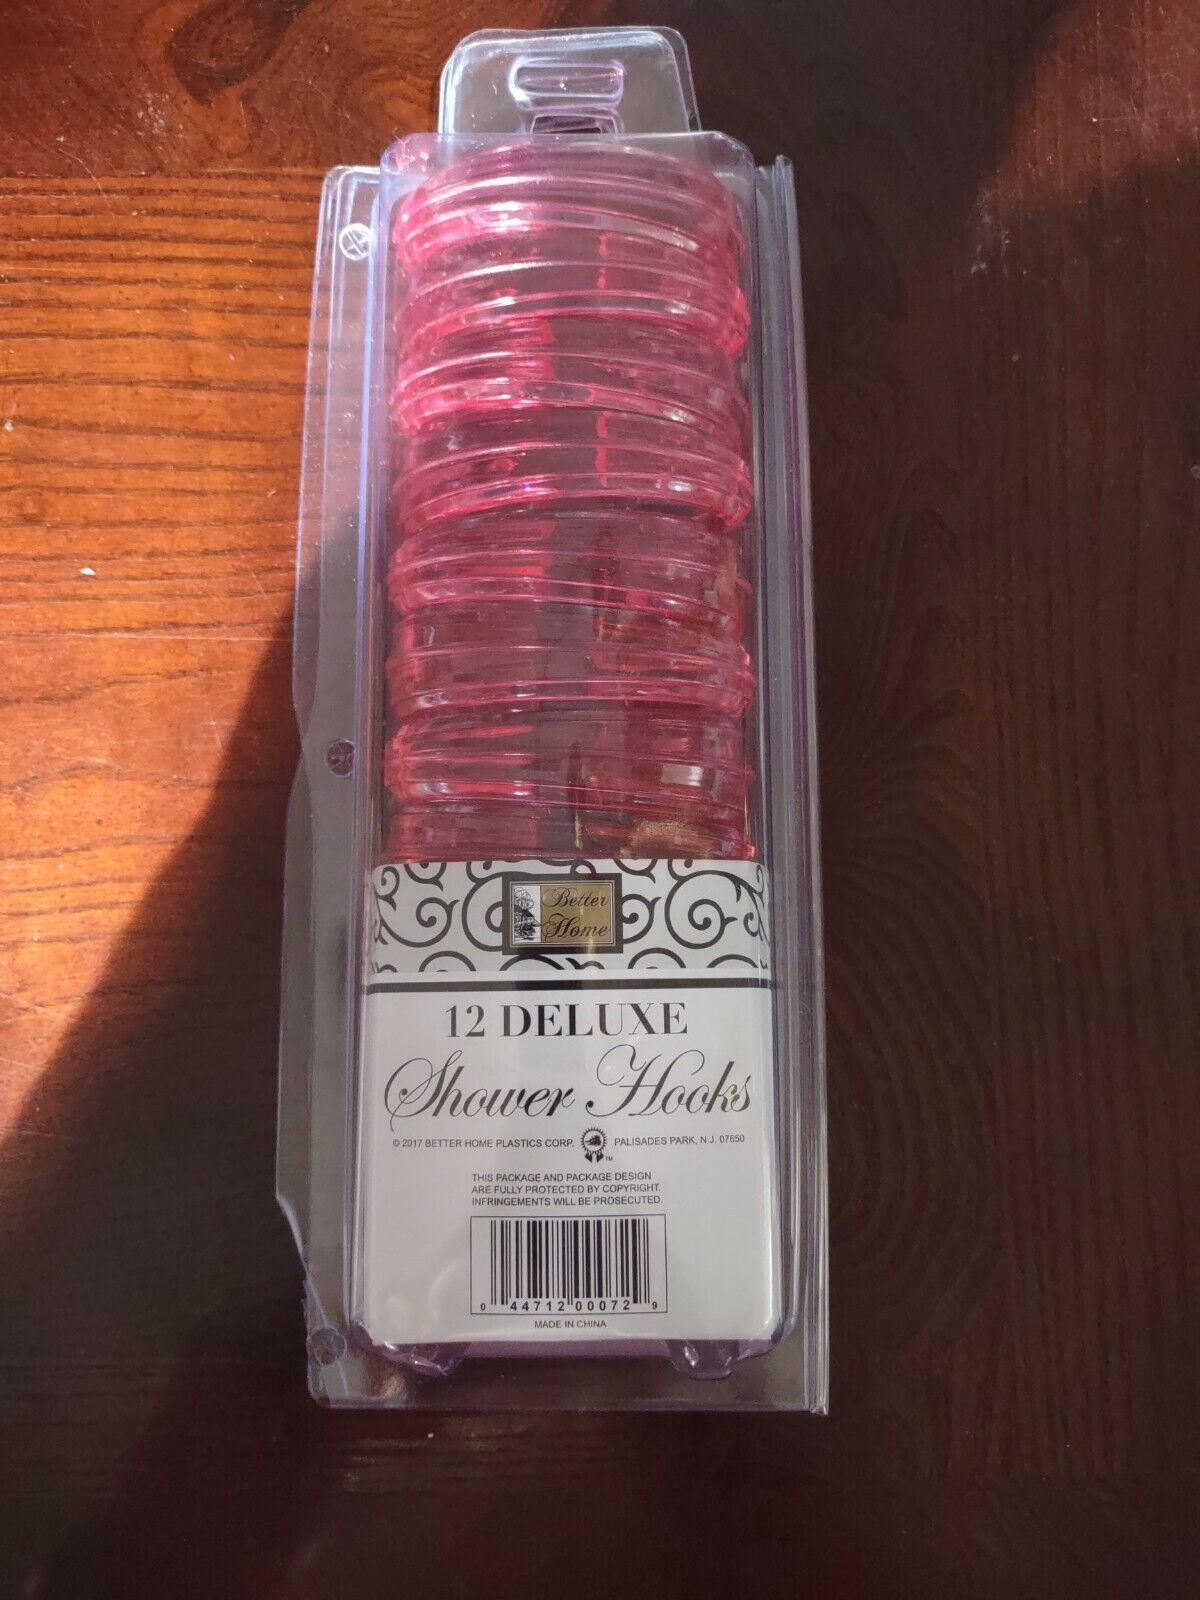 Better
Home
12 DELUXE
Shower Hooks
© 2017 BETTER HOME PLASTICS CORP. TM PALISADES PARK, N.J. 07650
THIS PACKAGE AND PACKAGE DESIGN
ARE FULLY PROTECTED BY COPYRIGHT.
INFRINGEMENTS WILL BE PROSECUTED.
0 44712 00072 9
MADE IN CHINA